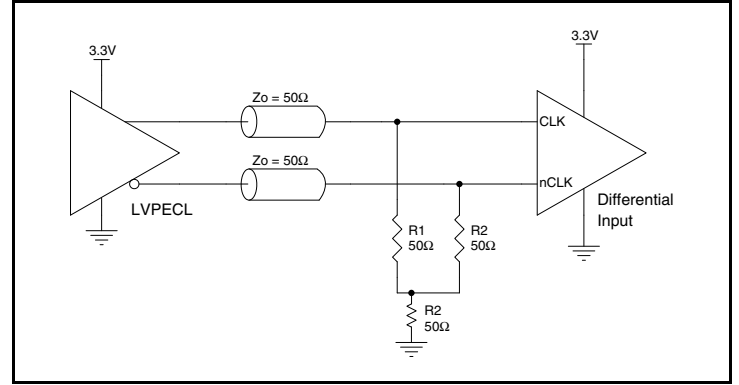 3.3V
3.3V
Zo = 50Ω
CLK
Zo = 50Ω
nCLK
LVPECL
Differential
Input
R1
50Ω
R2
50Ω
R2
50Ω